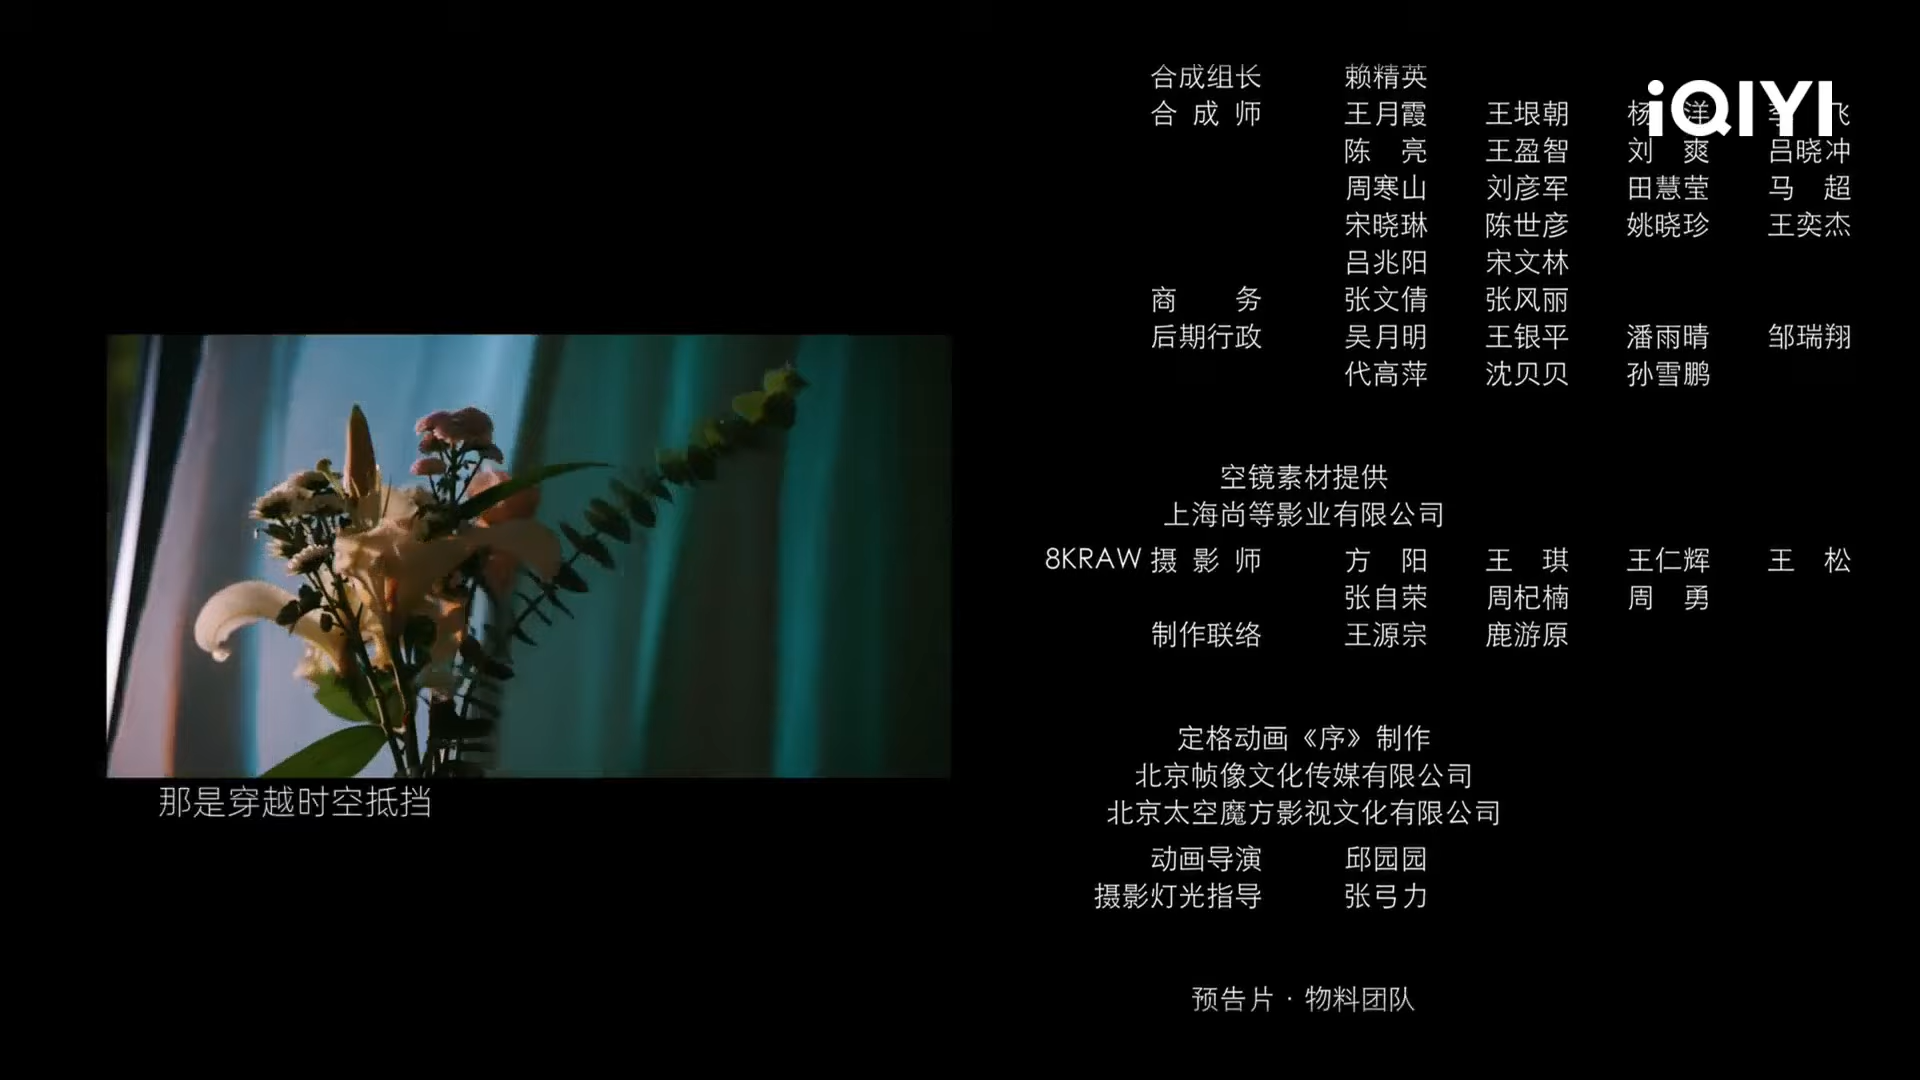 合成组长 赖精英
iQIYI
合成师 王月霞 王垠朝 杨洋 飞
陈亮 王盈智 刘爽 吕晓冲
周寒山 刘彦军 田慧莹 马超
宋晓琳 陈世彦 姚晓珍 王奕杰
吕兆阳 宋文林
商务 张文倩 张风丽
后期行政 吴月明 王银平 潘雨晴 邹瑞翔
代高萍 沈贝贝 孙雪鹏
空镜素材提供
上海尚等影业有限公司
8KRAW 摄影师 方阳 王琪 王仁辉 王松
张自荣 周杞楠 周勇
制作联络 王源宗 鹿游原
定格动画《序》制作
北京帧像文化传媒有限公司
北京太空魔方影视文化有限公司
那是穿越时空抵挡
动画导演 邱园园
摄影灯光指导 张弓力
预告片·物料团队